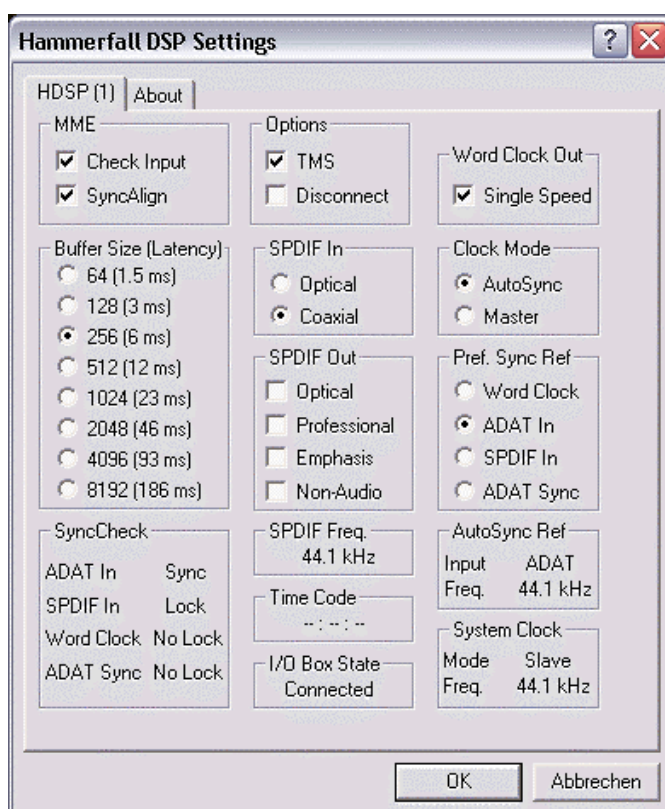 Hammerfall DSP Settings
HDSP (1)
About
MME
Check Input
SyncAlign
Options
TMS
Disconnect
Word Clock Out
Single Speed
Buffer Size (Latency)
64 (1.5 ms)
128 (3 ms)
256 (6 ms)
512 (12 ms)
1024 (23 ms)
2048 (46 ms)
4096 (93 ms)
8192 (186 ms)
SPDIF In
Optical
Coaxial
Clock Mode
AutoSync
Master
SPDIF Out
Optical
Professional
Emphasis
Non-Audio
Pref. Sync Ref
Word Clock
ADAT In
SPDIF In
ADAT Sync
SyncCheck
ADAT In Sync
SPDIF In Lock
Word Clock No Lock
ADAT Sync No Lock
SPDIF Freq.
44.1 kHz
Time Code
-- : -- : --
I/O Box State
Connected
AutoSync Ref
Input ADAT
Freq. 44.1 kHz
System Clock
Mode Slave
Freq. 44.1 kHz
OK
Abbrechen